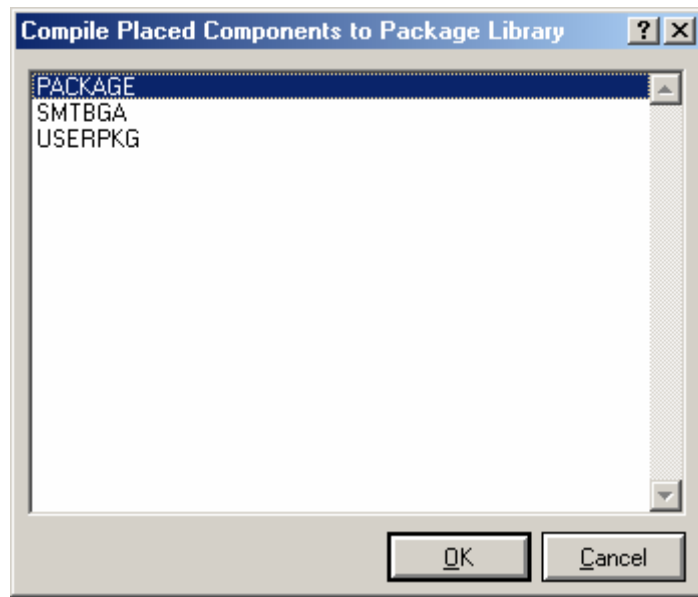 Compile Placed Components to Package Library
PACKAGE
SMTBGA
USERPKG
OK
Cancel